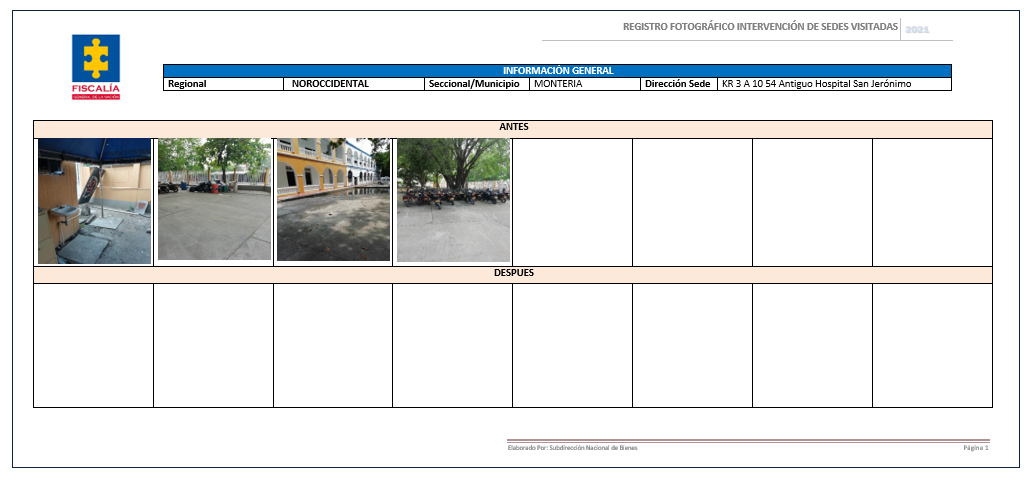 REGISTRO FOTOGRÁFICO INTERVENCIÓN DE SEDES VISITADAS 2021
FISCALÍA
GENERAL DE LA NACIÓN
INFORMACIÓN GENERAL
Regional NOROCCIDENTAL Seccional/Municipio MONTERIA Dirección Sede KR 3 A 10 54 Antiguo Hospital San Jerónimo
ANTES
DESPUES
Elaborado Por: Subdirección Nacional de Bienes Página 1